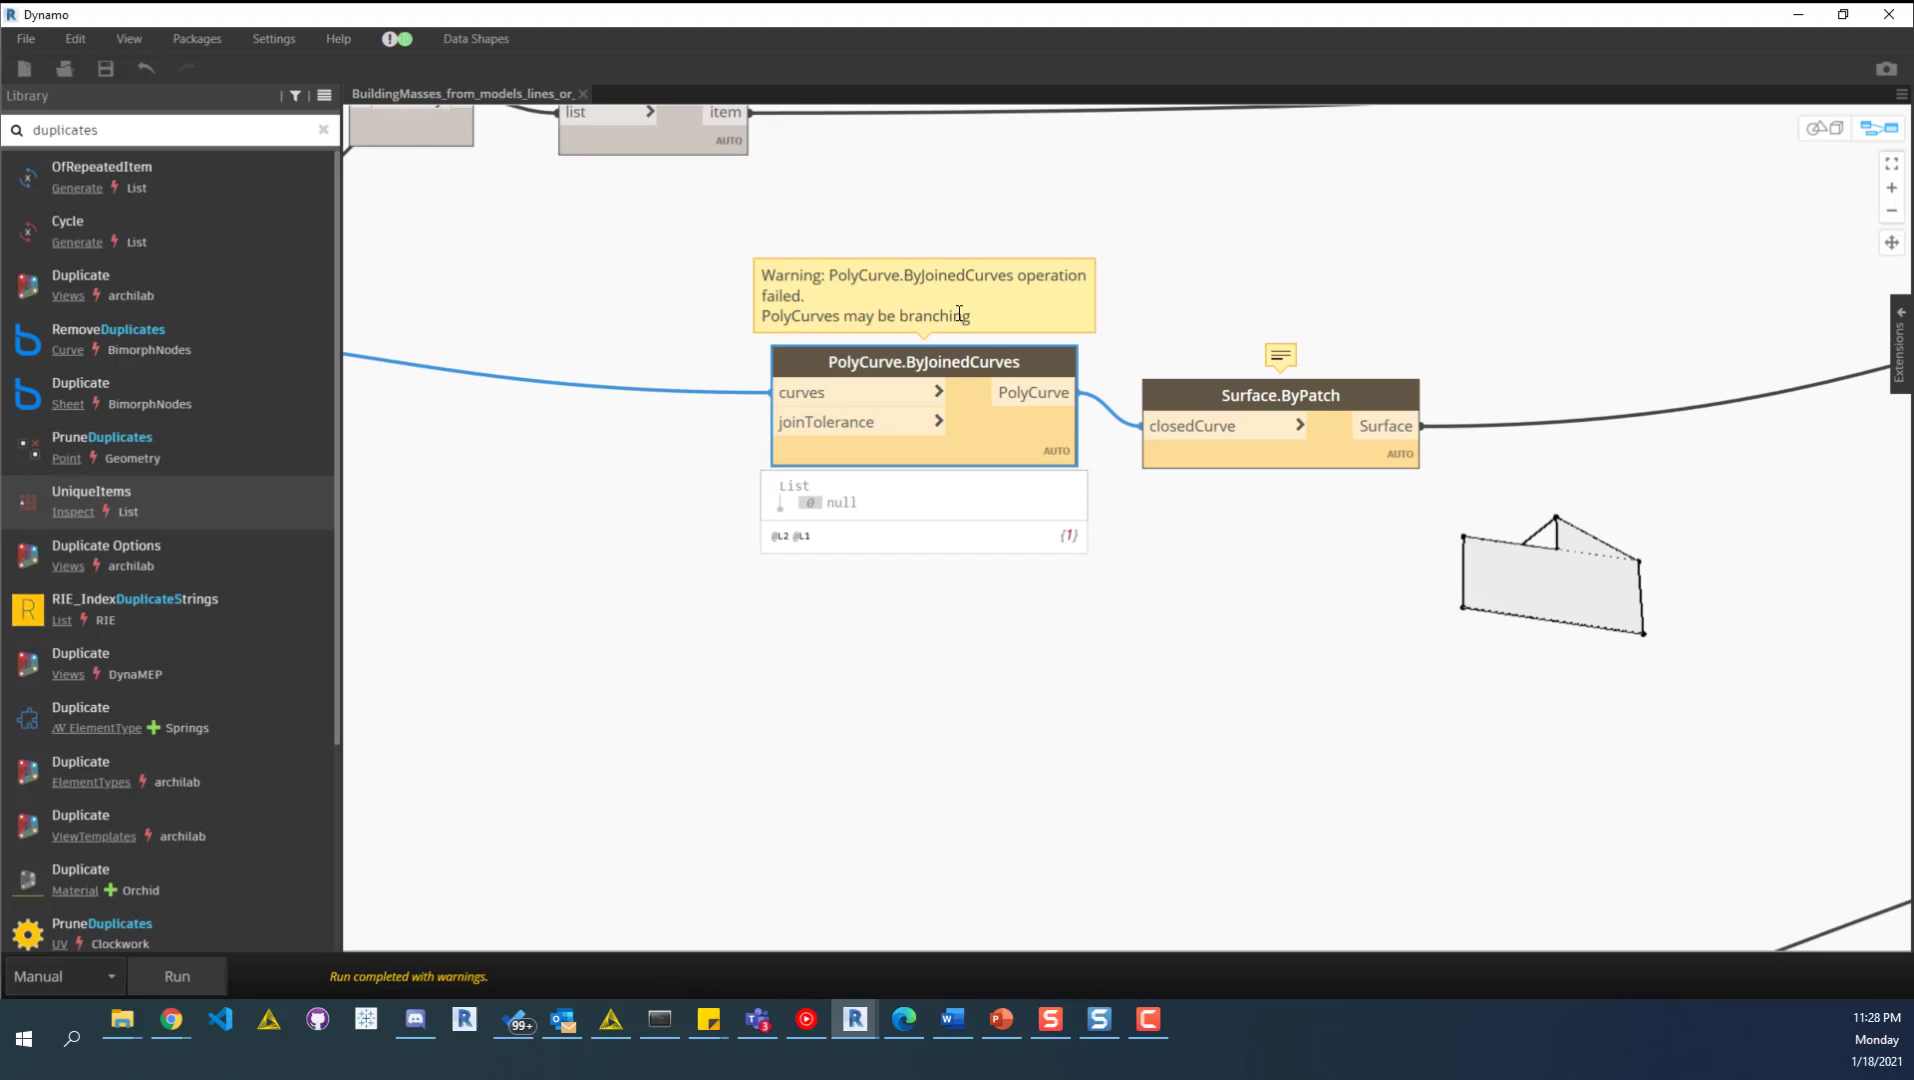 Dynamo
File Edit View Packages Settings Help Data Shapes
Library
BuildingMasses_from_models_lines_or_
duplicates
OfRepeatedItem
Generate List
Cycle
Generate List
Duplicate
Views archilab
RemoveDuplicates
Curve BimorphNodes
Duplicate
Sheet BimorphNodes
PruneDuplicates
Point Geometry
UniqueItems
Inspect List
Duplicate Options
Views archilab
RIE_IndexDuplicateStrings
List RIE
Duplicate
Views DynaMEP
Duplicate
ElementType Springs
Duplicate
ElementTypes archilab
Duplicate
ViewTemplates archilab
Duplicate
Material Orchid
PruneDuplicates
UV Clockwork
list item
AUTO
Warning: PolyCurve.ByJoinedCurves operation
failed.
PolyCurves may be branching
PolyCurve.ByJoinedCurves
curves PolyCurve
joinTolerance
AUTO
List
0 null
@L2 @L1 {1}
Surface.ByPatch
closedCurve Surface
AUTO
Extensions
Manual Run Run completed with warnings.
99+
3
11:28 PM
Monday
1/18/2021